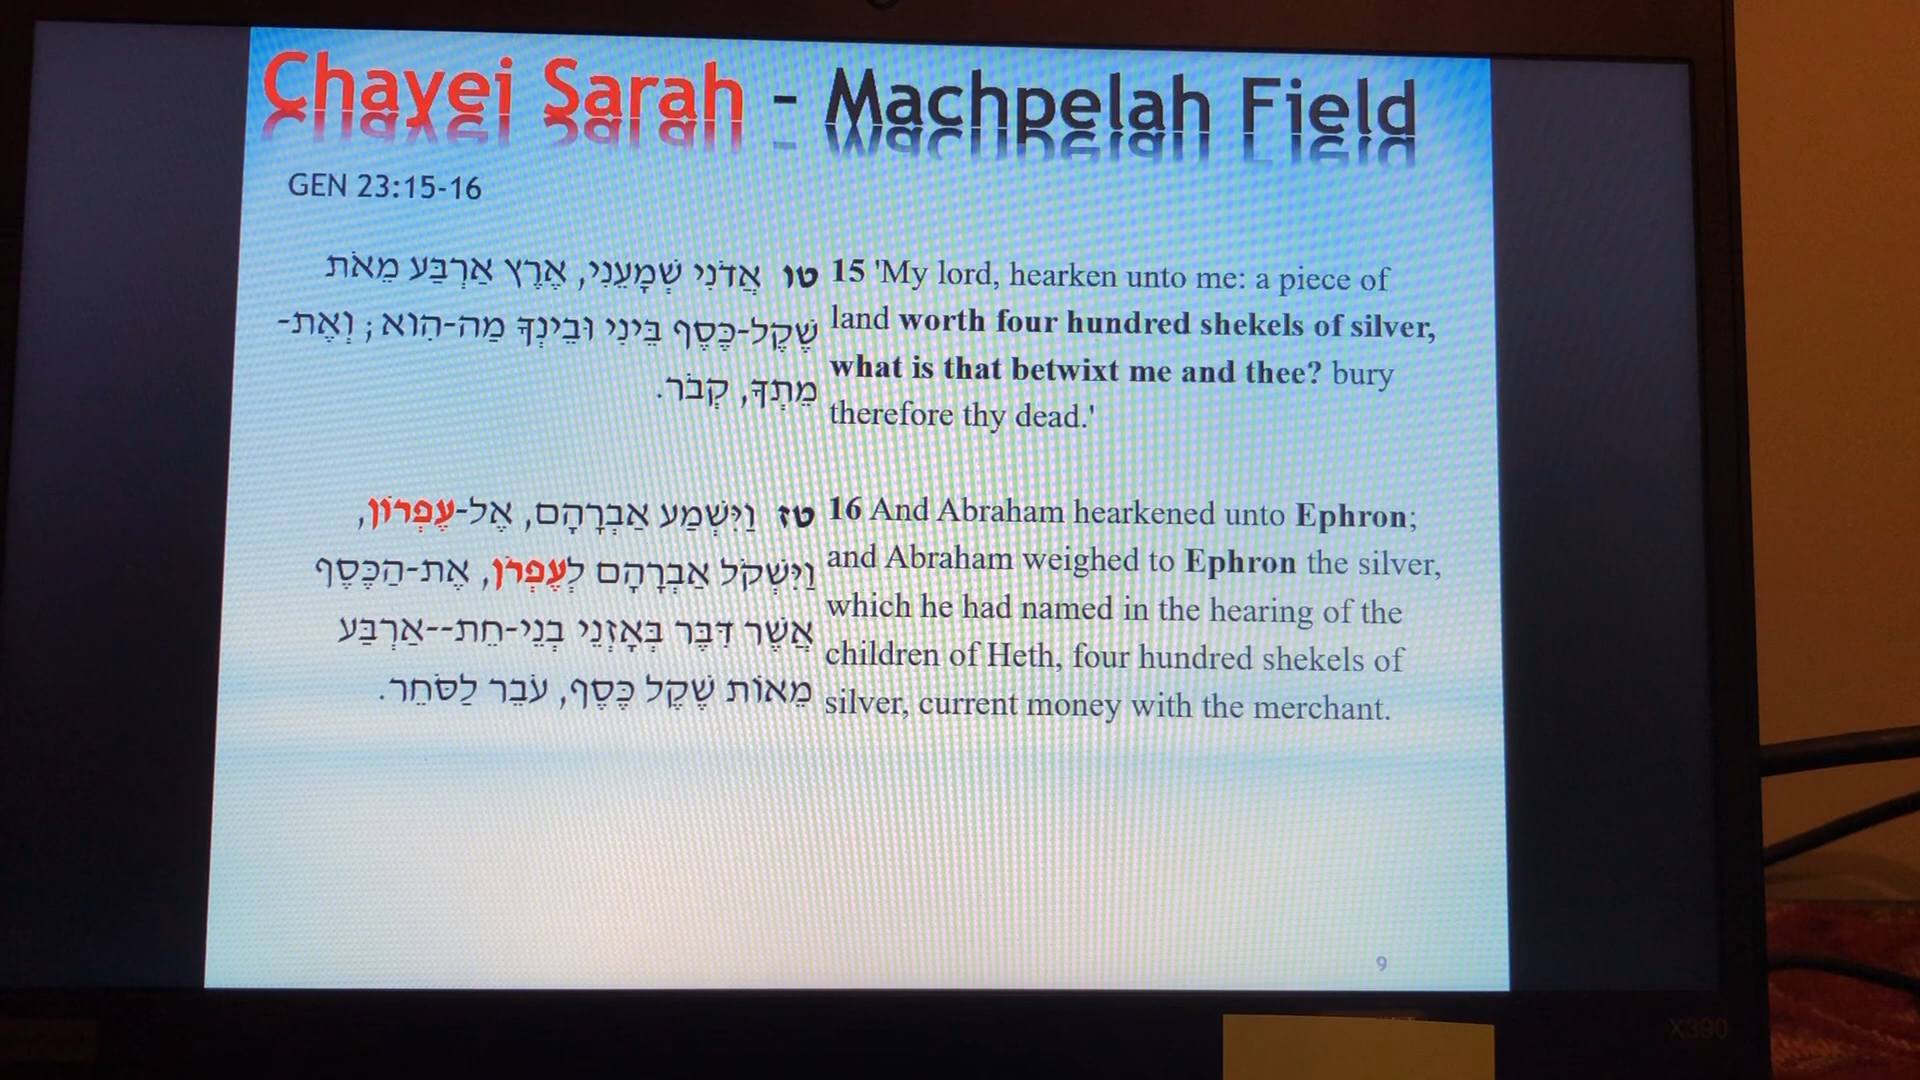 Chayei Sarah - Machpelah Field
GEN 23:15-16
טו אֲדֹנִי שְׁמָעֵנִי, אֶרֶץ אַרְבַּע מֵאֹת
שֶׁקֶל-כֶּסֶף בֵּינִי וּבֵינְךָ מַה-הִוא; וְאֶת-
מֵתְךָ, קְבֹר.
15 'My lord, hearken unto me: a piece of
land worth four hundred shekels of silver,
what is that betwixt me and thee? bury
therefore thy dead.'
טז וַיִּשְׁמַע אַבְרָהָם, אֶל-עֶפְרוֹן,
וַיִּשְׁקֹל אַבְרָהָם לְעֶפְרֹן, אֶת-הַכֶּסֶף
אֲשֶׁר דִּבֶּר בְּאָזְנֵי בְנֵי-חֵת--אַרְבַּע
מֵאוֹת שֶׁקֶל כֶּסֶף, עֹבֵר לַסֹּחֵר.
16 And Abraham hearkened unto Ephron;
and Abraham weighed to Ephron the silver,
which he had named in the hearing of the
children of Heth, four hundred shekels of
silver, current money with the merchant.
9
X390